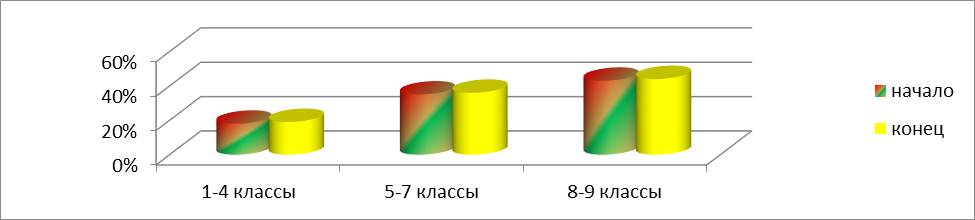 60%
40%
20%
0%
1-4 классы
5-7 классы
8-9 классы
начало
конец